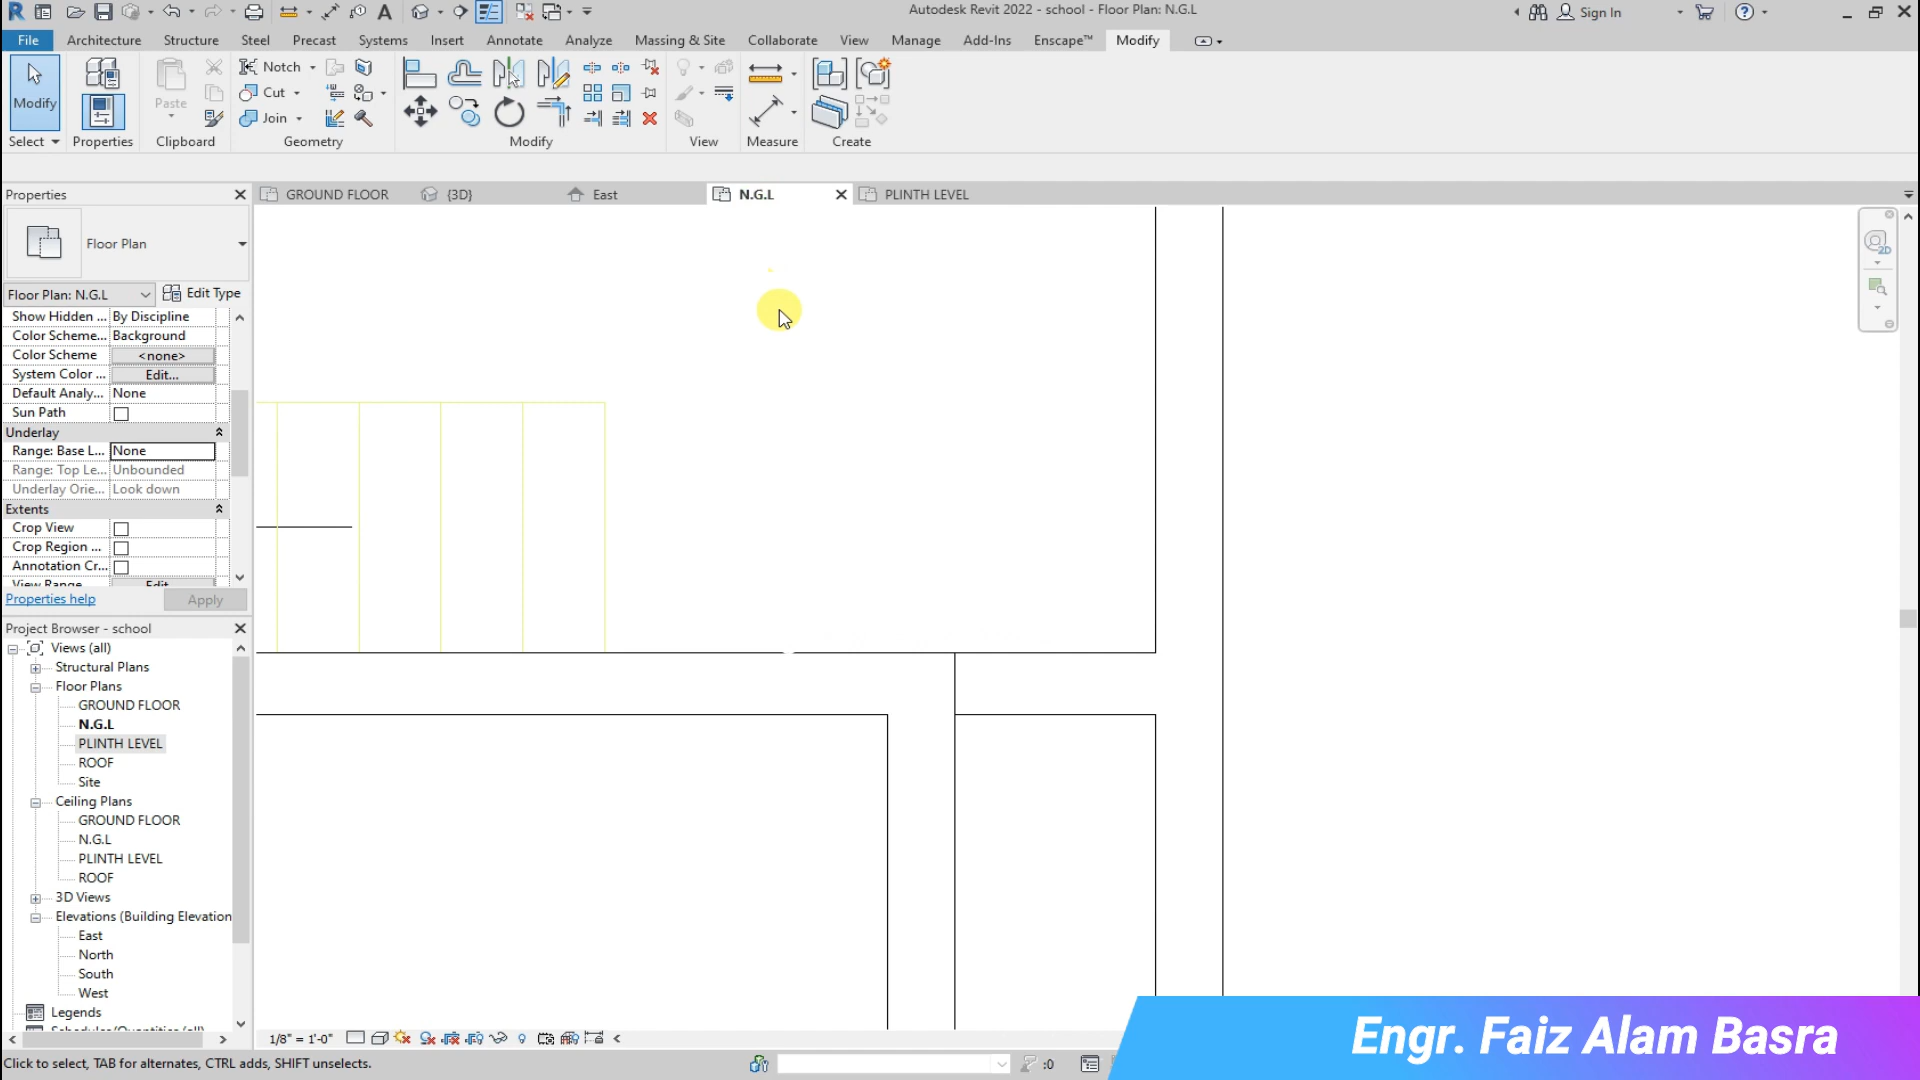 Autodesk Revit 2022 - school - Floor Plan: N.G.L
Sign In
File Architecture Structure Steel Precast Systems Insert Annotate Analyze Massing & Site Collaborate View Manage Add-Ins Enscape™ Modify
Modify
Paste
Notch
Cut
Join
Select Properties Clipboard Geometry Modify View Measure Create
Properties
GROUND FLOOR {3D} East N.G.L PLINTH LEVEL
Floor Plan
Floor Plan: N.G.L Edit Type
Show Hidden ... By Discipline
Color Scheme... Background
Color Scheme <none>
System Color ... Edit...
Default Analy... None
Sun Path
Underlay
Range: Base L... None
Range: Top Le... Unbounded
Underlay Orie... Look down
Extents
Crop View
Crop Region ...
Annotation Cr...
View Range Edit...
Properties help Apply
Project Browser - school
Views (all)
Structural Plans
Floor Plans
GROUND FLOOR
N.G.L
PLINTH LEVEL
ROOF
Site
Ceiling Plans
GROUND FLOOR
N.G.L
PLINTH LEVEL
ROOF
3D Views
Elevations (Building Elevation
East
North
South
West
Legends
Schedules/Quantities (all)
1/8" = 1'-0"
Click to select, TAB for alternates, CTRL adds, SHIFT unselects.
:0
2D
Engr. Faiz Alam Basra